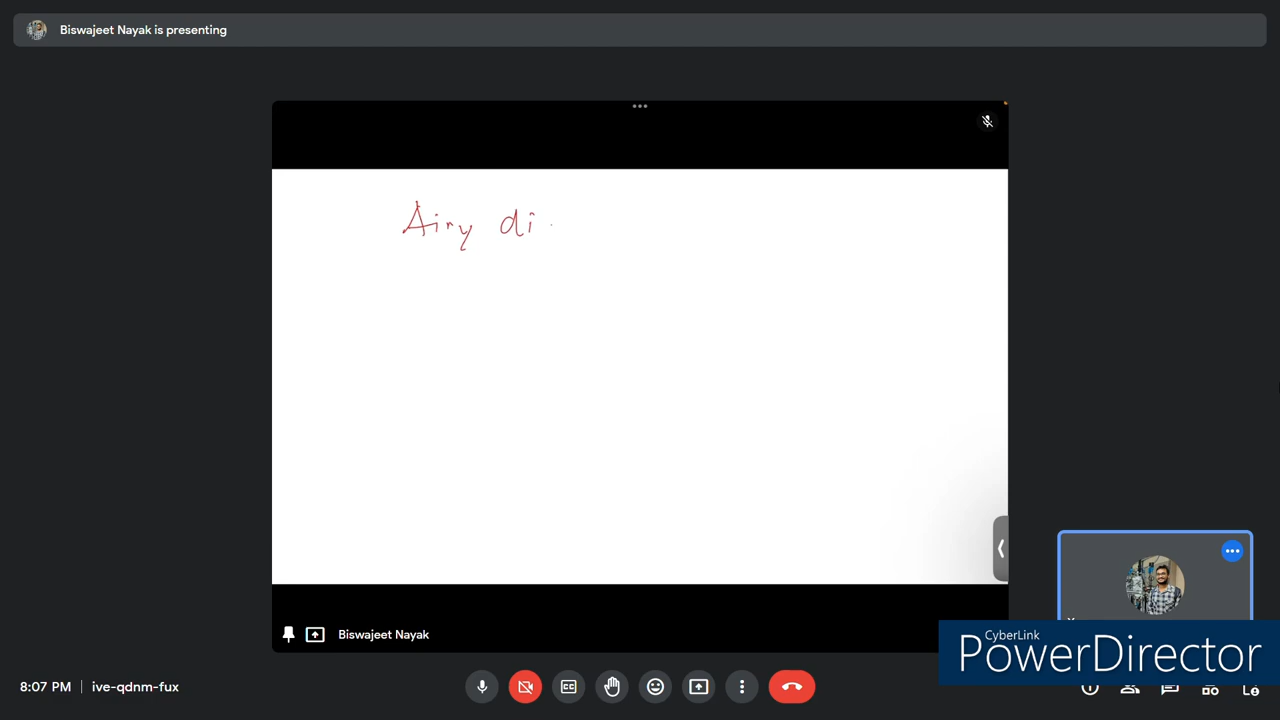 Biswajeet Nayak is presenting
Airy di
Biswajeet Nayak
8:07 PM | ive-qdnm-fux
CyberLink
PowerDirector